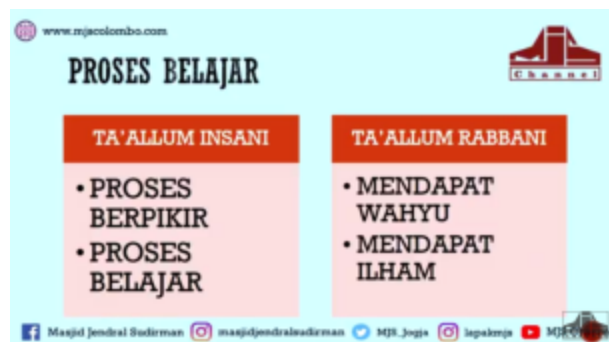 www.mjscolombo.com
PROSES BELAJAR
Channel
TA'ALLUM INSANI
• PROSES
BERPIKIR
• PROSES
BELAJAR
TA'ALLUM RABBANI
• MENDAPAT
WAHYU
• MENDAPAT
ILHAM
Masjid Jendral Sudirman masjidjendralsudirman MJS_Jogja lapakmjs